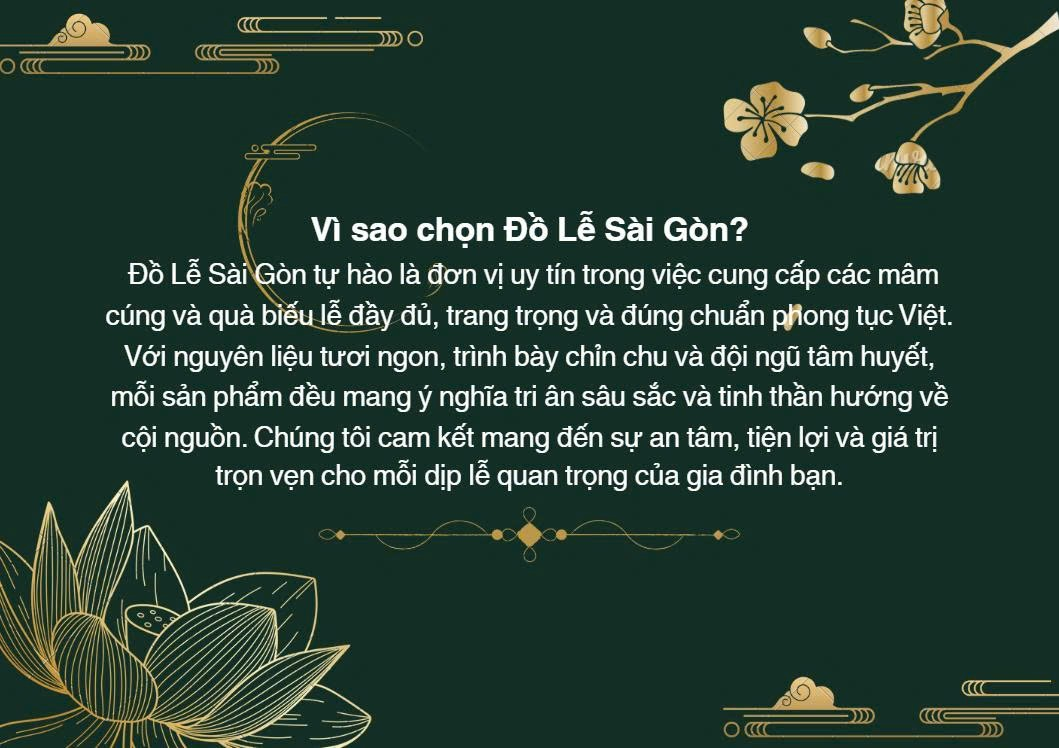 Vì sao chọn Đồ Lễ Sài Gòn?
Đồ Lễ Sài Gòn tự hào là đơn vị uy tín trong việc cung cấp các mâm
cúng và quà biếu lễ đầy đủ, trang trọng và đúng chuẩn phong tục Việt.
Với nguyên liệu tươi ngon, trình bày chỉn chu và đội ngũ tâm huyết,
mỗi sản phẩm đều mang ý nghĩa tri ân sâu sắc và tinh thần hướng về
cội nguồn. Chúng tôi cam kết mang đến sự an tâm, tiện lợi và giá trị
trọn vẹn cho mỗi dịp lễ quan trọng của gia đình bạn.